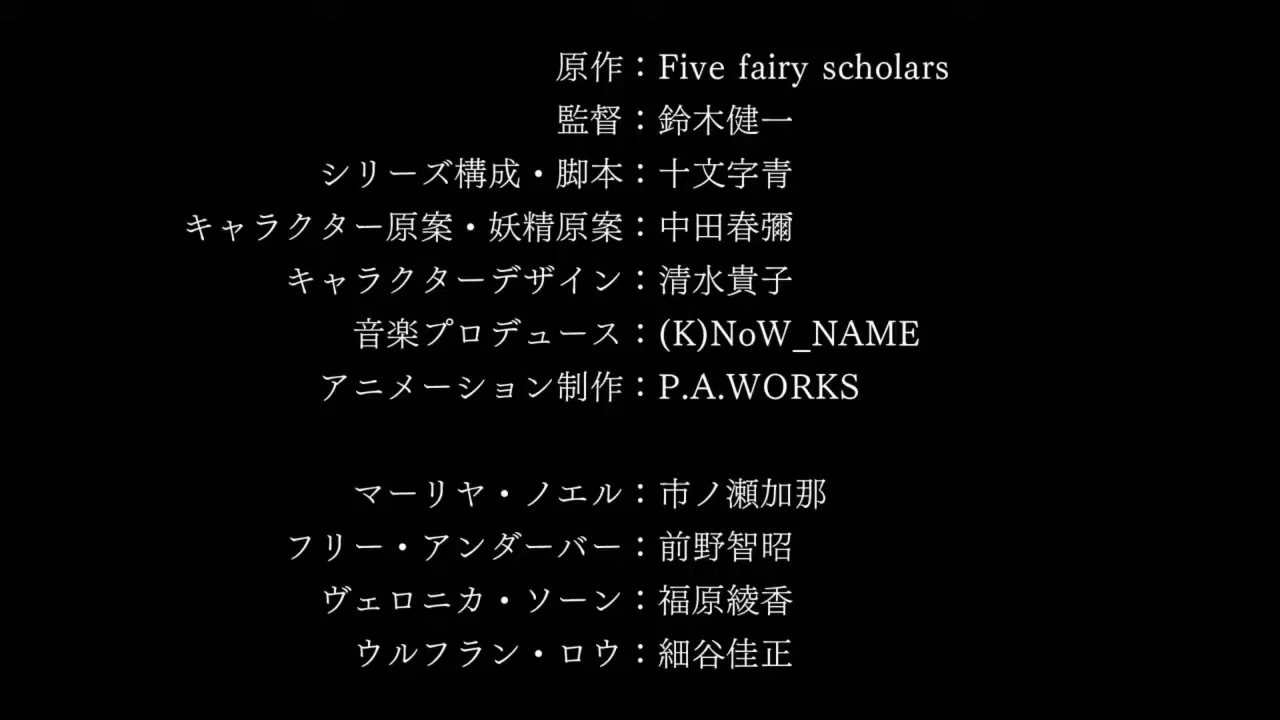 原作：Five fairy scholars
監督：鈴木健一
シリーズ構成・脚本：十文字青
キャラクター原案・妖精原案：中田春彌
キャラクターデザイン：清水貴子
音楽プロデュース：(K)NoW_NAME
アニメーション制作：P.A.WORKS
マーリヤ・ノエル：市ノ瀬加那
フリー・アンダーバー：前野智昭
ヴェロニカ・ソーン：福原綾香
ウルフラン・ロウ：細谷佳正